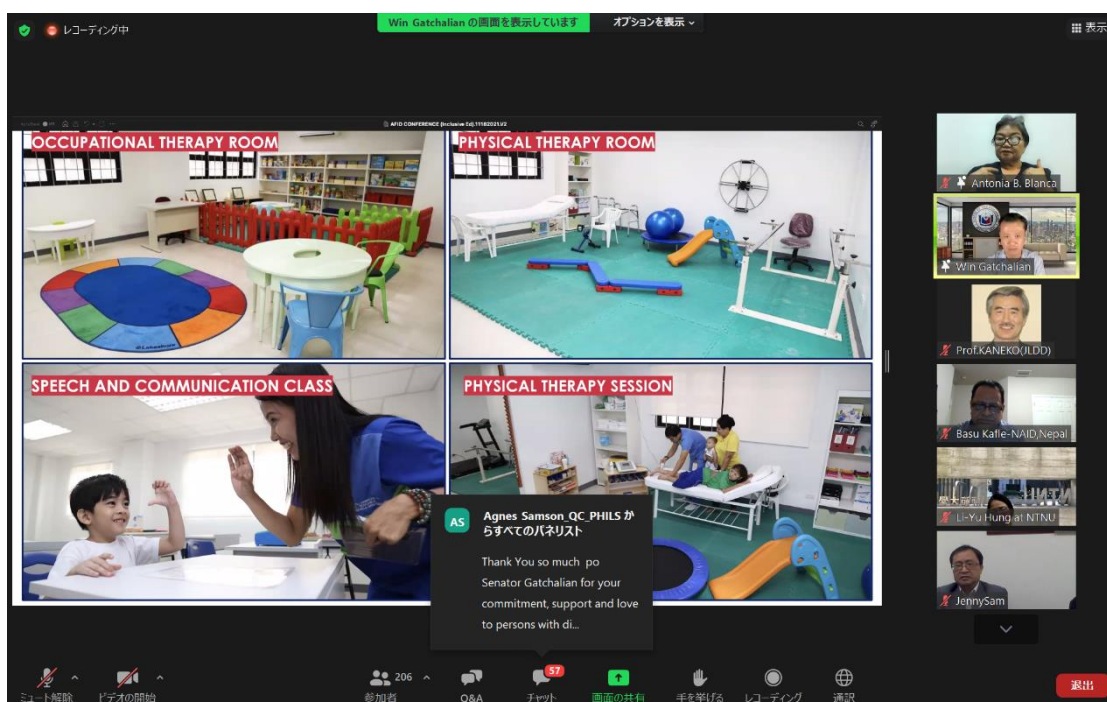 レコーディング中
Win Gatchalian の画面を表示しています
オプションを表示
表示
AFID CONFERENCE (Inclusive Ed).11182021.V2
OCCUPATIONAL THERAPY ROOM
PHYSICAL THERAPY ROOM
SPEECH AND COMMUNICATION CLASS
PHYSICAL THERAPY SESSION
Antonia B. Blanca
Win Gatchalian
Prof.KANEKO(JLDD)
Basu Kafle-NAID,Nepal
Li-Yu Hung at NTNU
JennySam
AS
Agnes Samson_QC_PHILS か
らすべてのパネリスト
Thank You so much po
Senator Gatchalian for your
commitment, support and love
to persons with di...
ミュート解除
ビデオの開始
206
参加者
Q&A
57
チャット
画面の共有
手を挙げる
レコーディング
通訳
退出